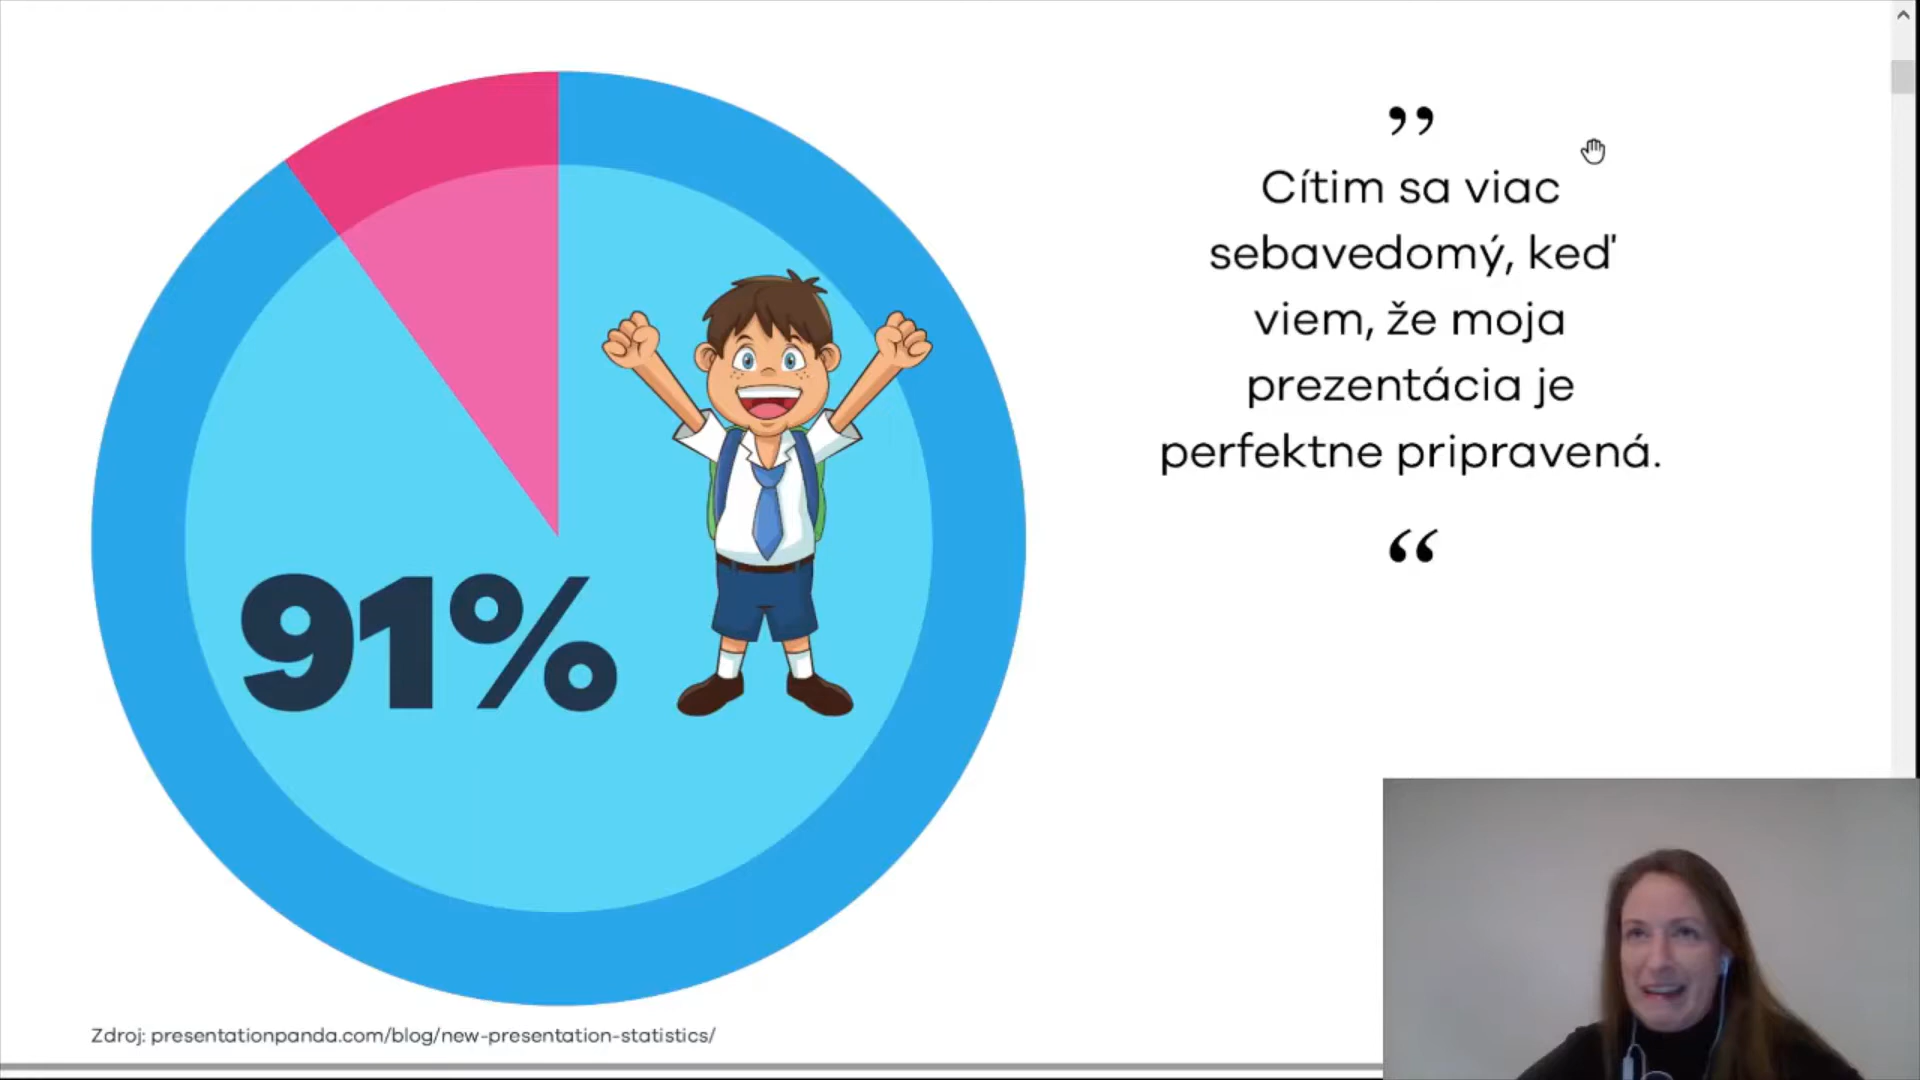 91%
❜❜
Cítim sa viac
sebavedomý, keď
viem, že moja
prezentácia je
perfektne pripravená.
“
Zdroj: presentationpanda.com/blog/new-presentation-statistics/